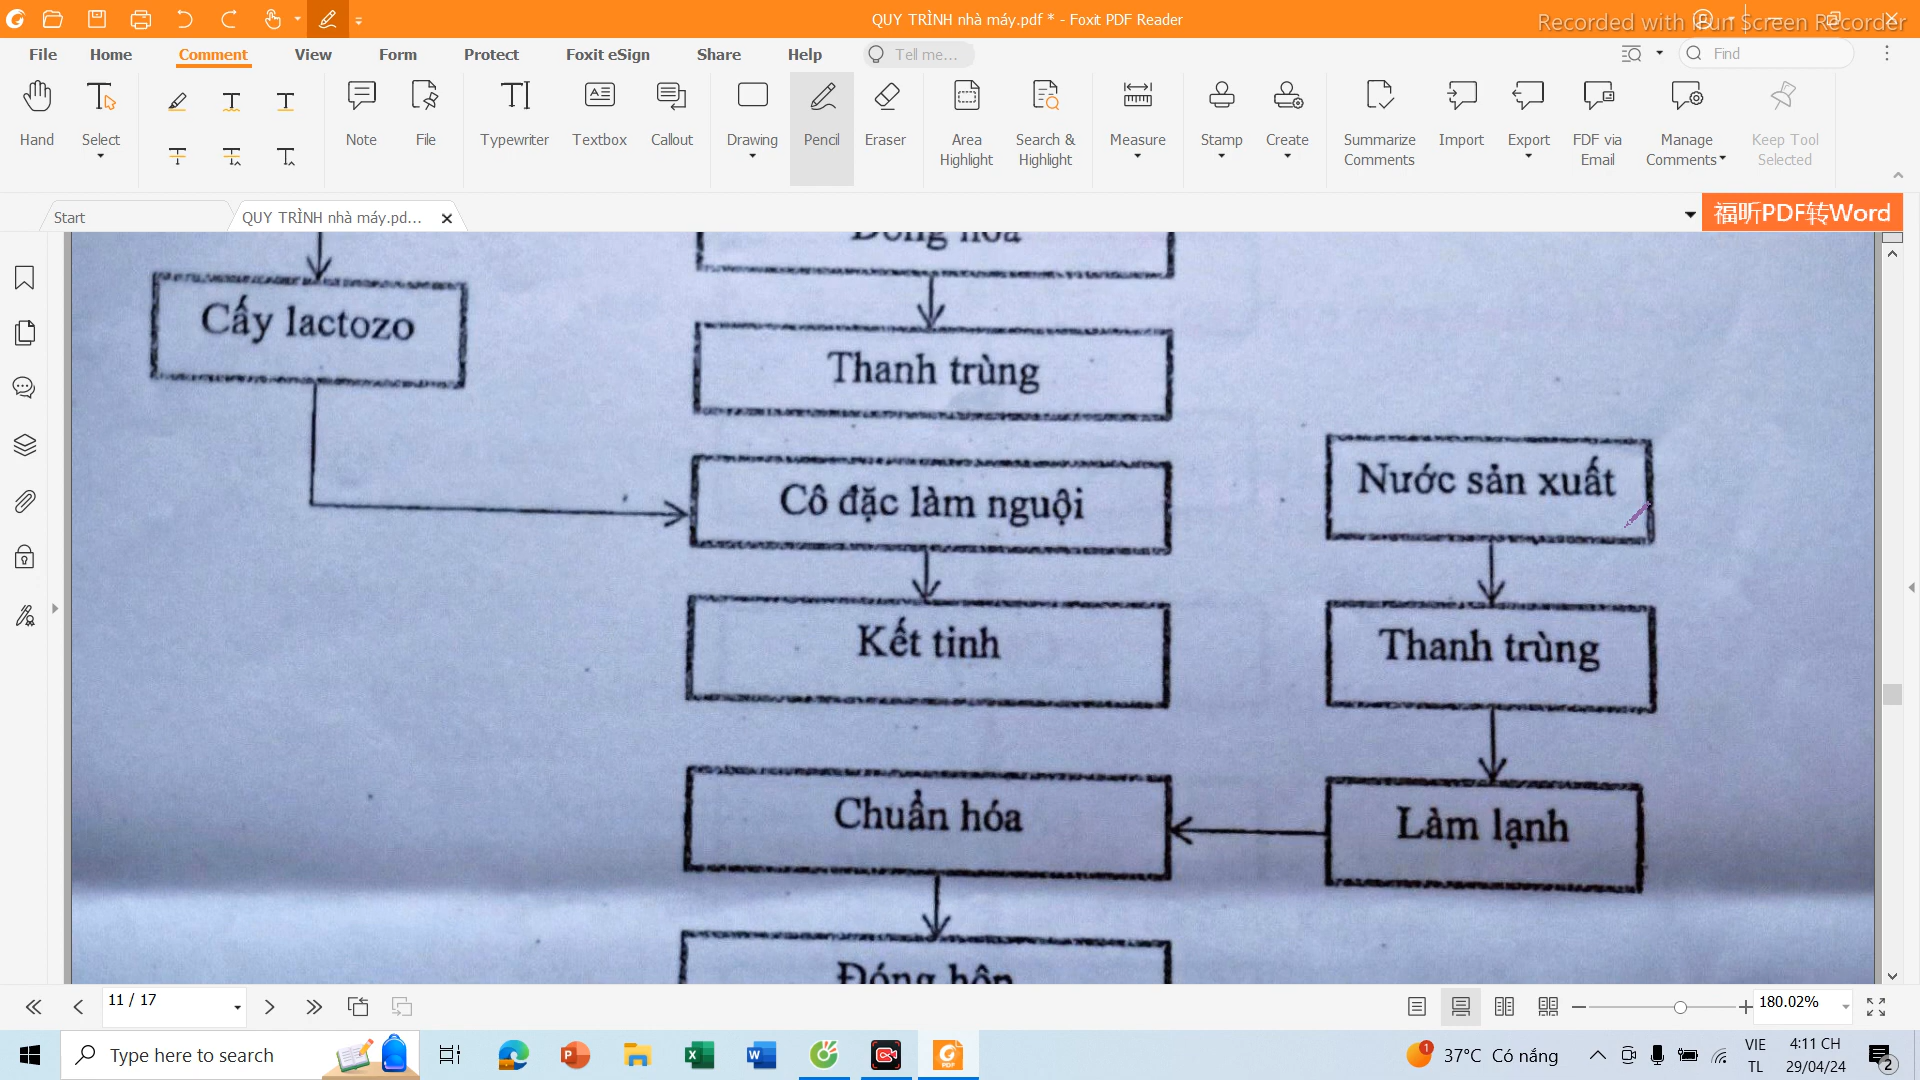 QUY TRÌNH nhà máy.pdf * - Foxit PDF Reader
Recorded with iFun Screen Recorder
File Home Comment View Form Protect Foxit eSign Share Help Tell me... Find
Hand Select Note File Typewriter Textbox Callout Drawing Pencil Eraser Area Highlight Search & Highlight Measure Stamp Create Summarize Comments Import Export FDF via Email Manage Comments Keep Tool Selected
Start QUY TRÌNH nhà máy.pd... 福昕PDF转Word
Cấy lactozo
Thanh trùng
Cô đặc làm nguội
Nước sản xuất
Kết tinh
Thanh trùng
Chuẩn hóa
Làm lạnh
Đóng hộp
11 / 17
180.02%
Type here to search
37°C Có nắng
VIE
TL
4:11 CH
29/04/24
2